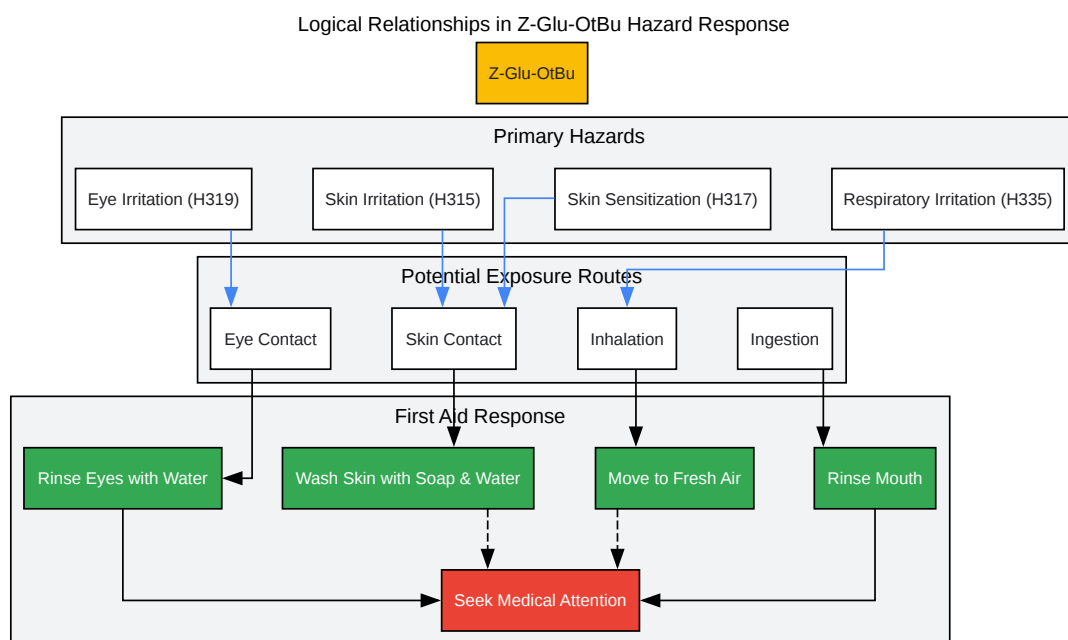 Logical Relationships in Z-Glu-OtBu Hazard Response
Z-Glu-OtBu
Primary Hazards
Eye Irritation (H319)
Skin Irritation (H315)
Skin Sensitization (H317)
Respiratory Irritation (H335)
Potential Exposure Routes
Eye Contact
Skin Contact
Inhalation
Ingestion
First Aid Response
Rinse Eyes with Water
Wash Skin with Soap & Water
Move to Fresh Air
Rinse Mouth
Seek Medical Attention